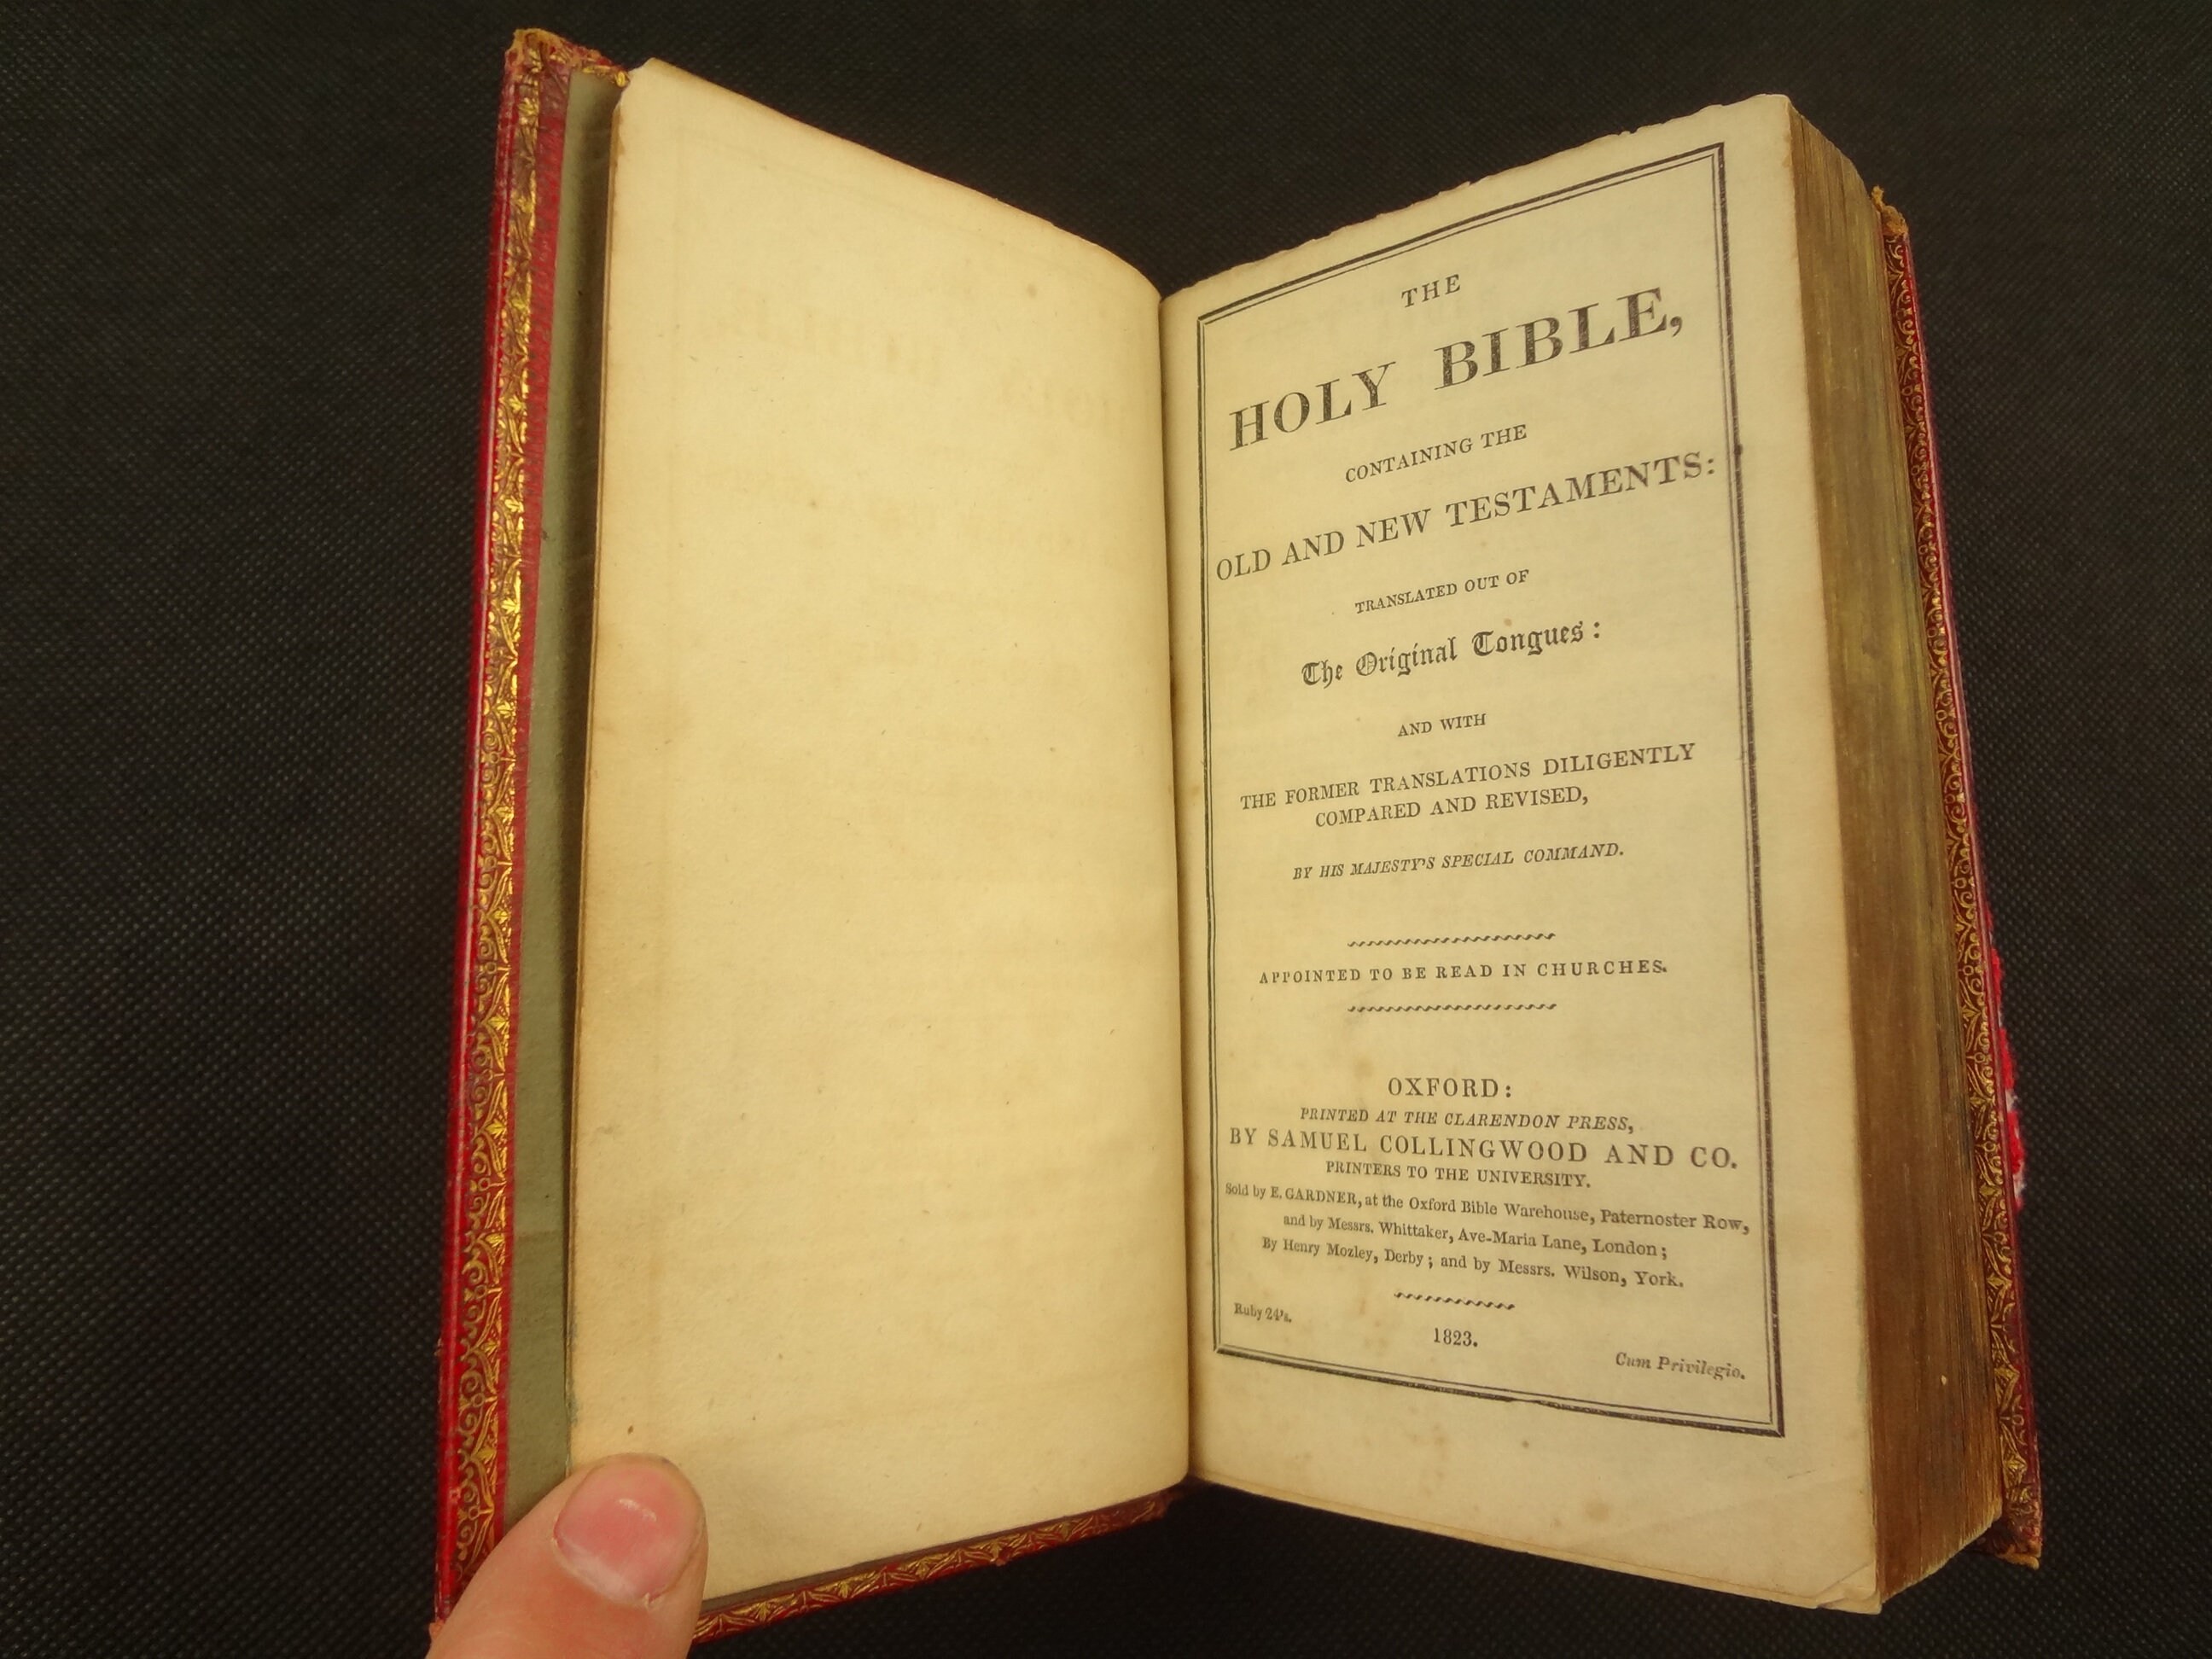 THE
HOLY BIBLE,
CONTAINING THE
OLD AND NEW TESTAMENTS:
TRANSLATED OUT OF
The Original Tongues:
AND WITH
THE FORMER TRANSLATIONS DILIGENTLY
COMPARED AND REVISED,
BY HIS MAJESTY'S SPECIAL COMMAND.
APPOINTED TO BE READ IN CHURCHES.
OXFORD:
PRINTED AT THE CLARENDON PRESS,
BY SAMUEL COLLINGWOOD AND CO.
PRINTERS TO THE UNIVERSITY.
Sold by E. GARDNER, at the Oxford Bible Warehouse, Paternoster Row,
and by Messrs. Whittaker, Ave-Maria Lane, London;
By Henry Mozley, Derby; and by Messrs. Wilson, York.
Ruby 24's.
1823.
Cum Privilegio.